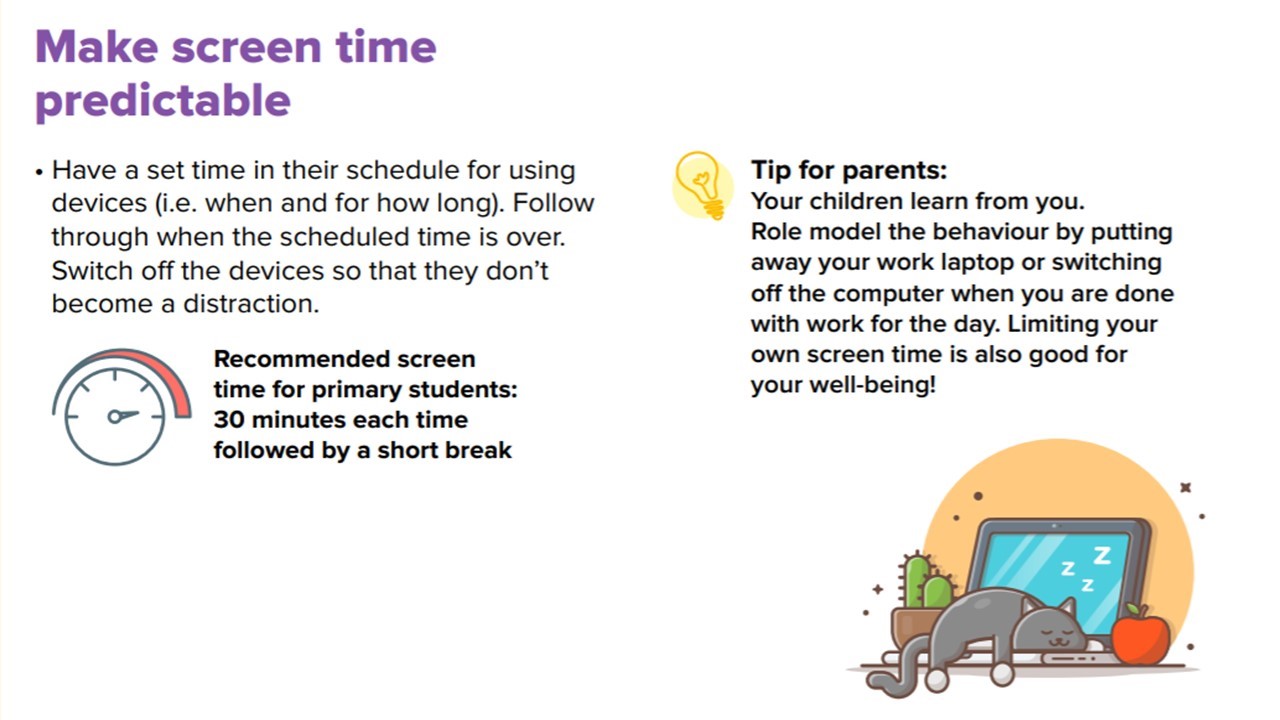 Make screen time
predictable
• Have a set time in their schedule for using
devices (i.e. when and for how long). Follow
through when the scheduled time is over.
Switch off the devices so that they don’t
become a distraction.
Recommended screen
time for primary students:
30 minutes each time
followed by a short break
Tip for parents:
Your children learn from you.
Role model the behaviour by putting
away your work laptop or switching
off the computer when you are done
with work for the day. Limiting your
own screen time is also good for
your well-being!
z z
z